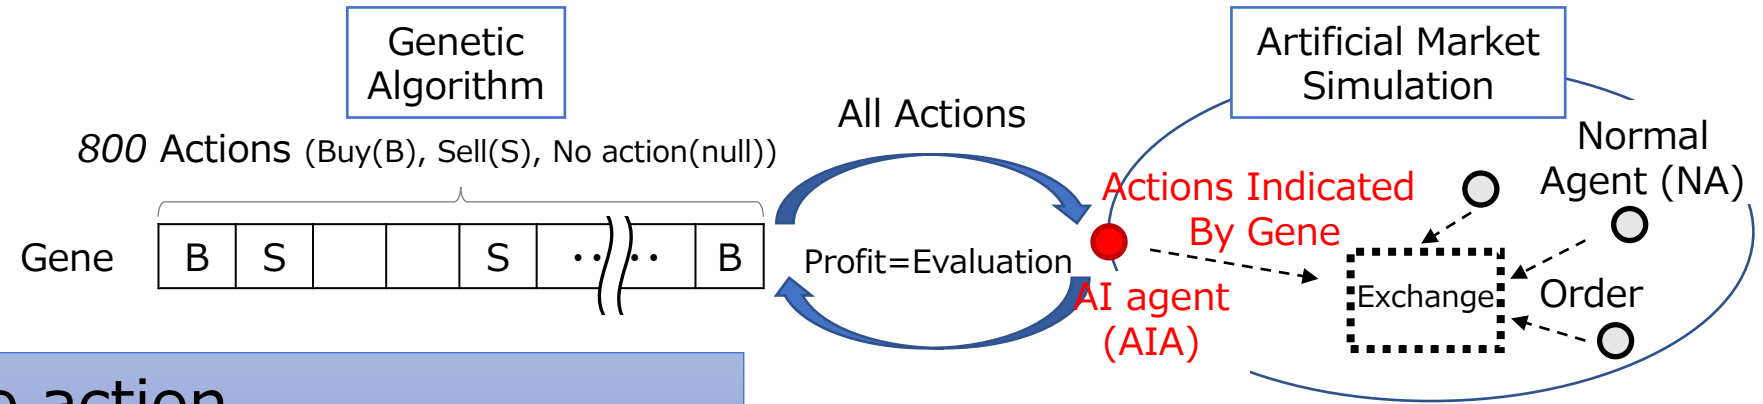 Genetic
Algorithm
Artificial Market
Simulation
All Actions
800 Actions (Buy(B), Sell(S), No action(null))
Normal
Agent (NA)
Actions Indicated
By Gene
Gene
B S S ‥ ‥ B
Profit=Evaluation
AI agent
(AIA)
Exchange
Order
action